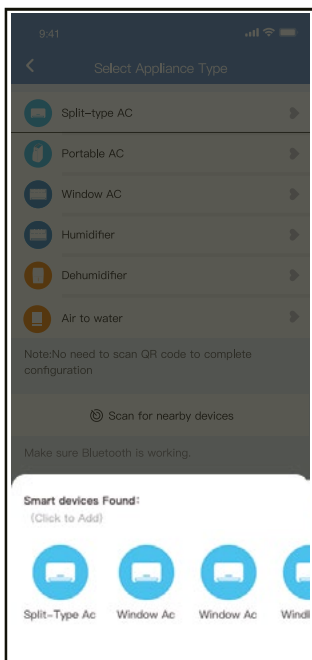 9:41
Select Appliance Type
Split-type AC
Portable AC
Window AC
Humidifier
Dehumidifier
Air to water
Note:No need to scan QR code to complete
configuration
Scan for nearby devices
Make sure Bluetooth is working.
Smart devices Found:
(Click to Add)
Split-Type Ac Window Ac Window Ac